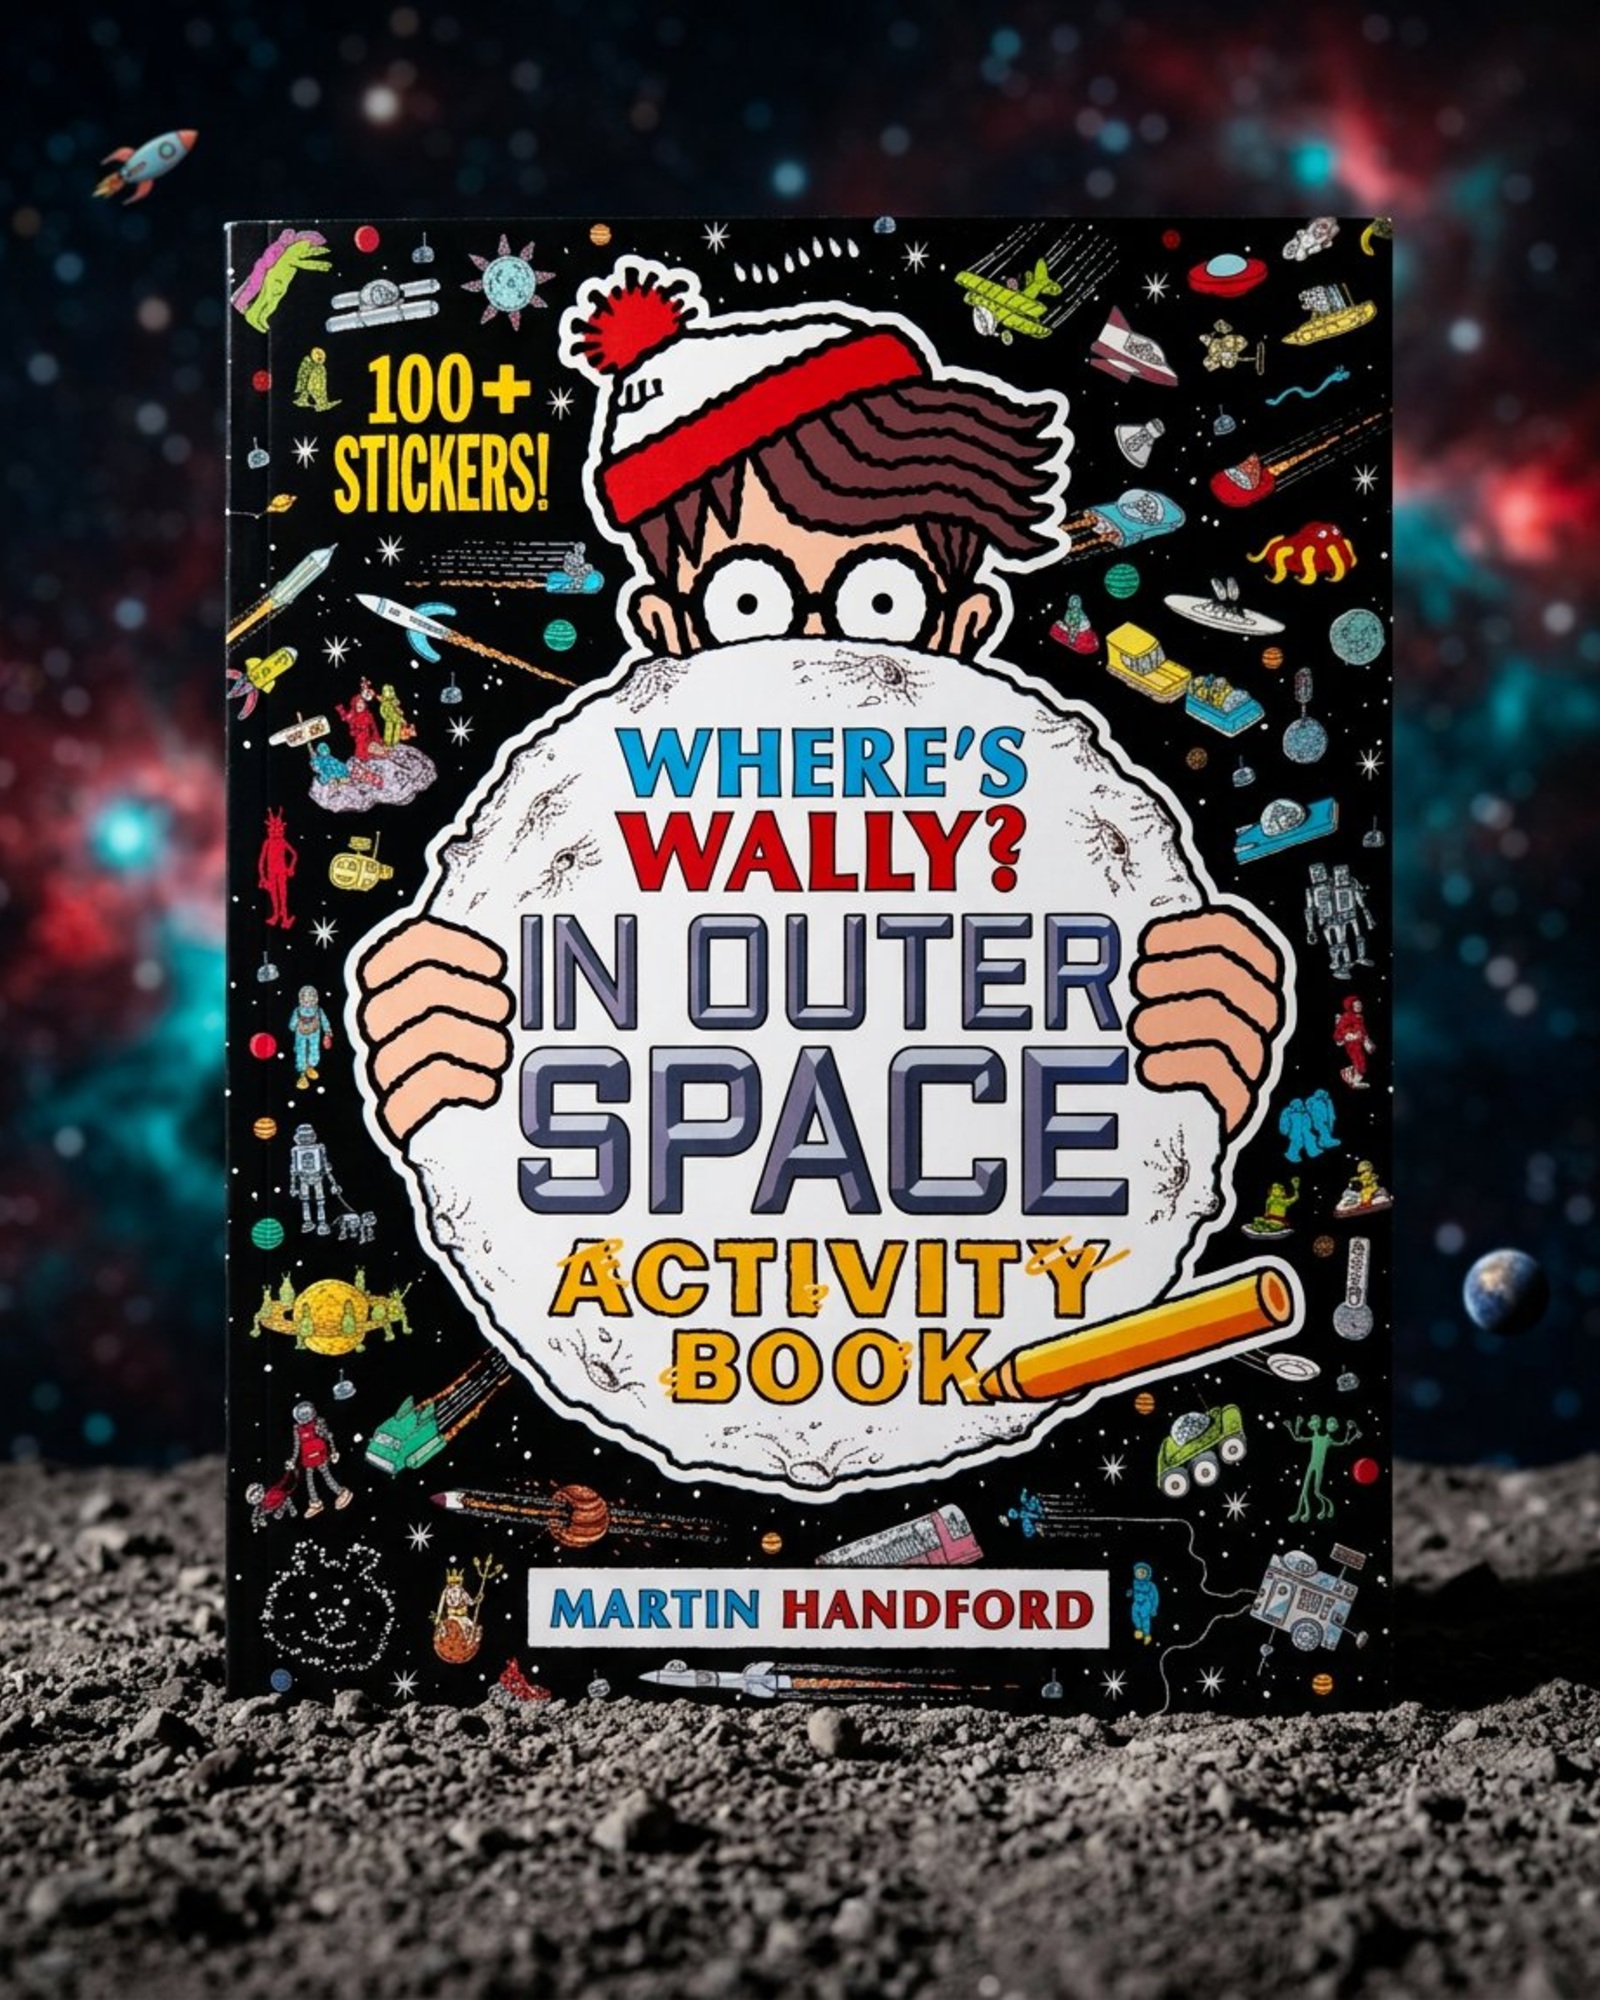 100+
STICKERS!
WHERE'S
WALLY?
IN OUTER
SPACE
ACTIVITY
BOOK
MARTIN HANDFORD